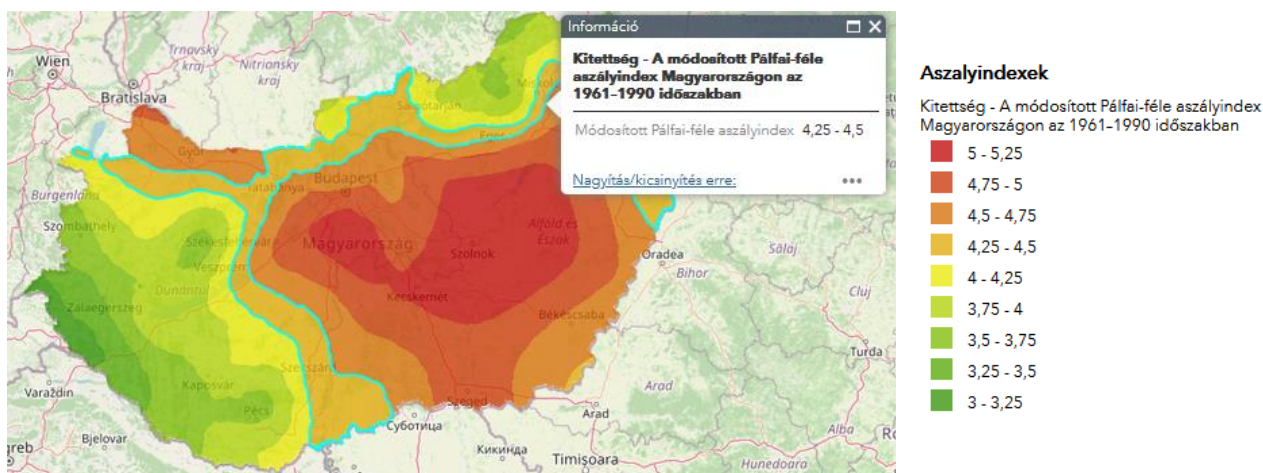 Információ
Kitettség - A módosított Pálfai-féle
aszályindex Magyarországon az
1961-1990 időszakban
Módosított Pálfai-féle aszályindex 4,25 - 4,5
Nagyítás/kicsinyítés erre:
Aszalyindexek
Kitettség - A módosított Pálfai-féle aszályindex
Magyarországon az 1961-1990 időszakban
5 - 5,25
4,75 - 5
4,5 - 4,75
4,25 - 4,5
4 - 4,25
3,75 - 4
3,5 - 3,75
3,25 - 3,5
3 - 3,25
Wien
Trnavský
kraj
Nitriansky
kraj
Bratislava
Miskol
Salgótarján
Eger
Győr
Tatabánya
Budapest
Burgenland
Szombathely
Székesfehérvár
Veszprém
Magyarország
Alföld és
Észak
Szolnok
Oradea
Bihor
Sălaj
Cluj
Dunántúl
Zalaegerszeg
Kecskemét
Békéscsaba
Turda
Szekszárd
Kaposvár
Varaždin
Pécs
Szeged
Суботица
Arad
Arad
Alba
Ro
greb
Bjelovar
Кикинда
Timișoara
Hunedoara